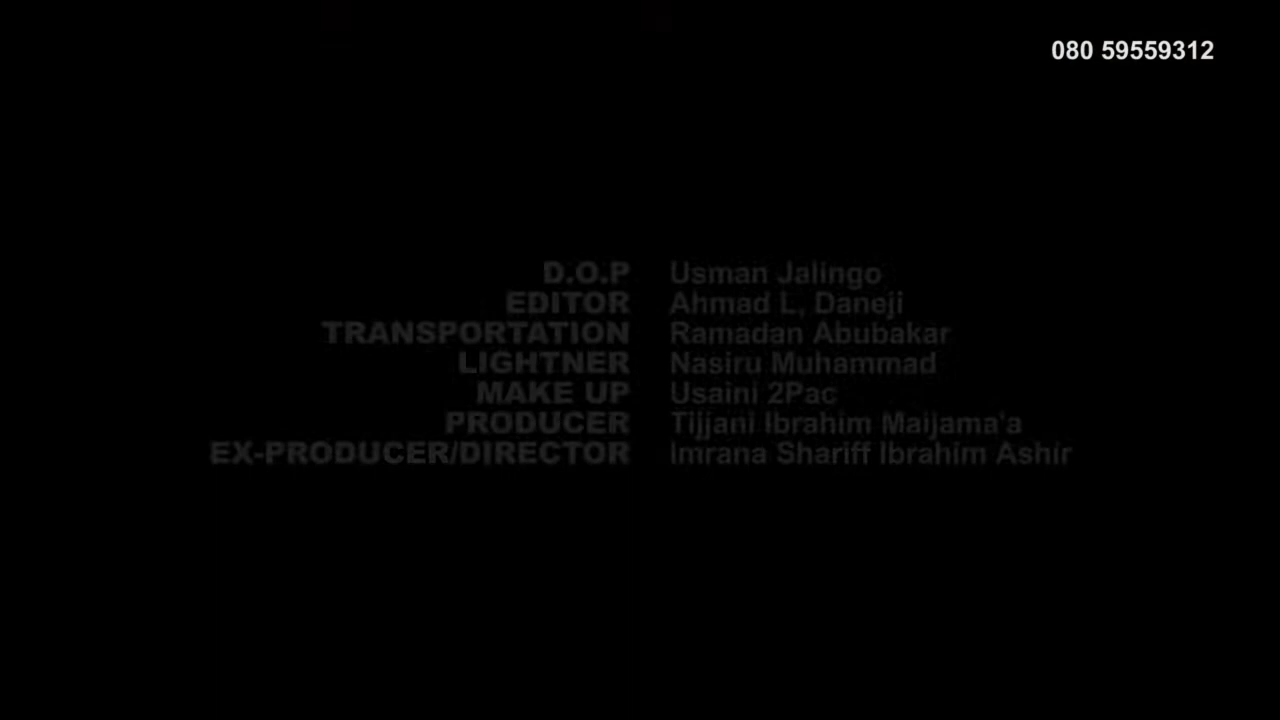 080 59559312
D.O.P Usman Jalingo
EDITOR Ahmad L, Daneji
TRANSPORTATION Ramadan Abubakar
LIGHTNER Nasiru Muhammad
MAKE UP Usaini 2Pac
PRODUCER Tijjani Ibrahim Maijama'a
EX-PRODUCER/DIRECTOR Imrana Shariff Ibrahim Ashir